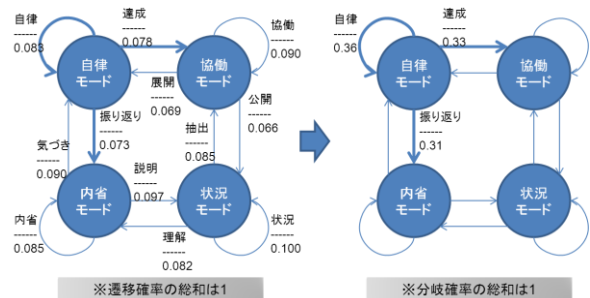 自律
------
0.083
達成
------
0.078
協働
------
0.090
自律
モード
協働
モード
展開
------
0.069
公開
------
0.066
振り返り
------
0.073
抽出
------
0.085
気づき
------
0.090
説明
------
0.097
内省
モード
状況
モード
内省
------
0.085
理解
------
0.082
状況
------
0.100
※遷移確率の総和は1
自律
------
0.36
達成
------
0.33
自律
モード
協働
モード
振り返り
------
0.31
内省
モード
状況
モード
※分岐確率の総和は1